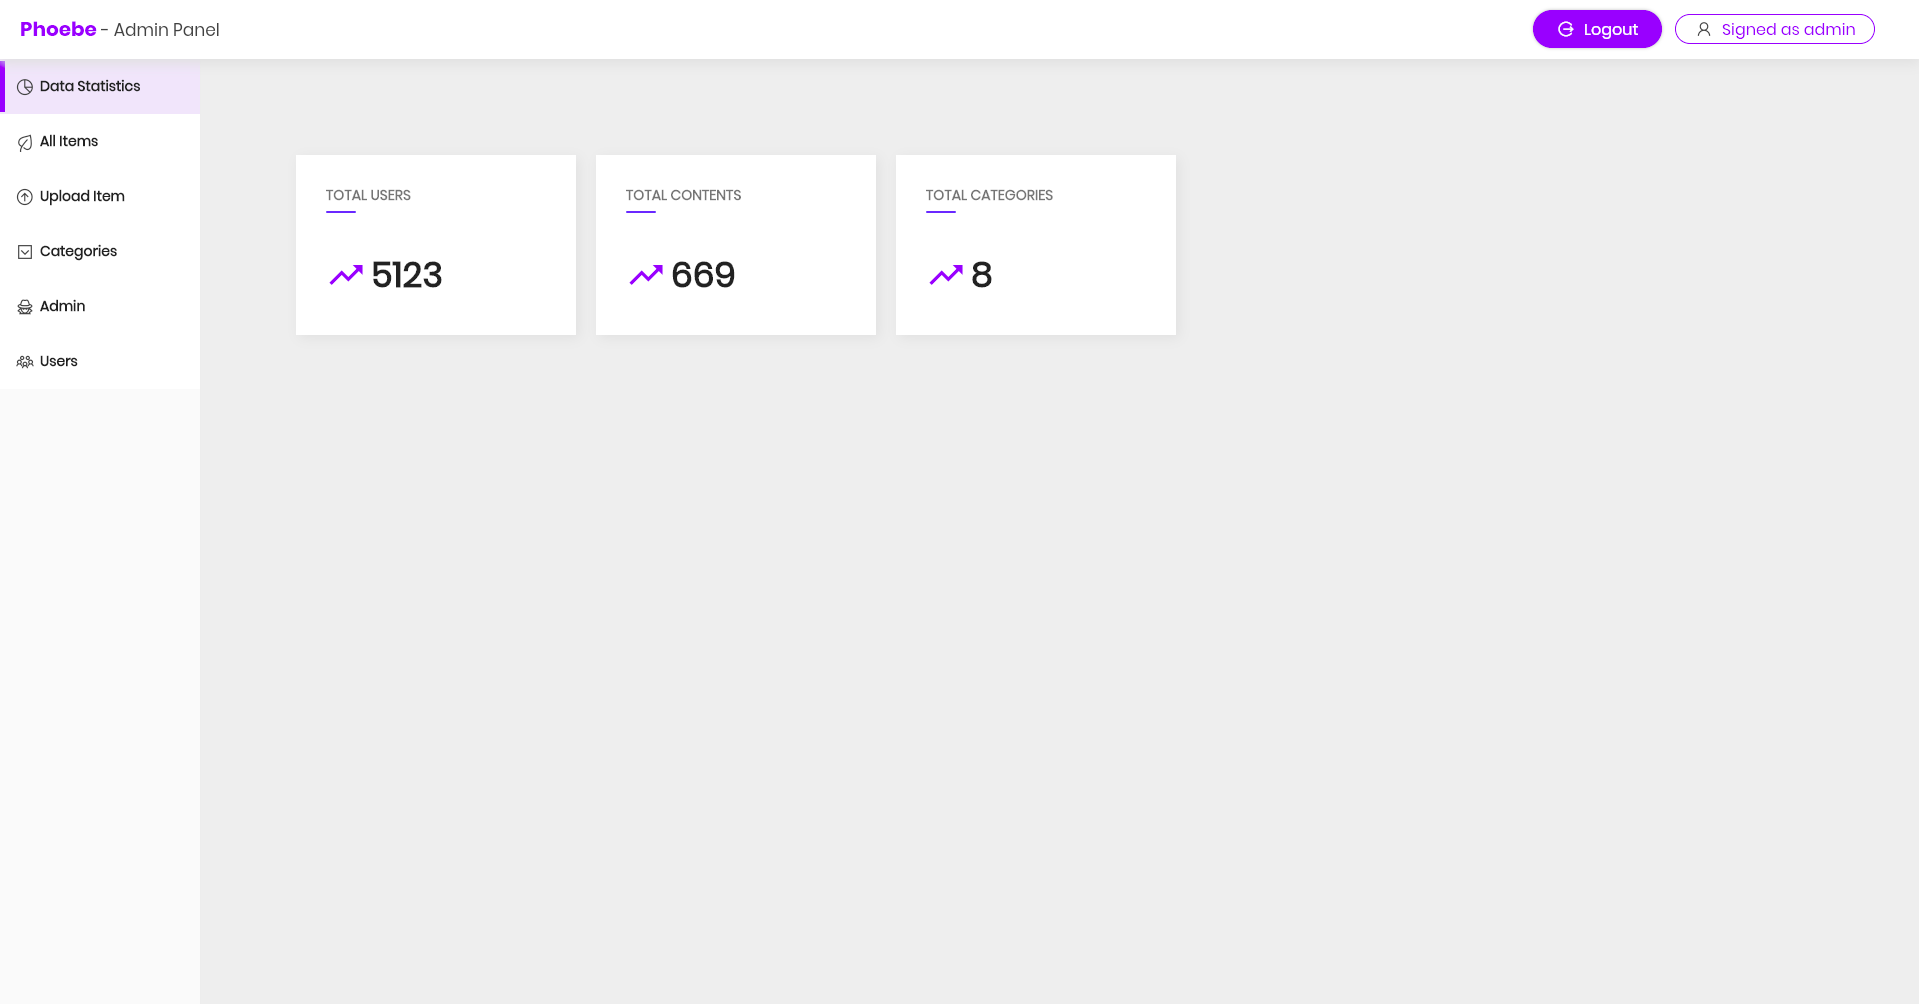 Phoebe - Admin Panel
Logout
Signed as admin
Data Statistics
All Items
Upload Item
Categories
Admin
Users
TOTAL USERS
5123
TOTAL CONTENTS
669
TOTAL CATEGORIES
8